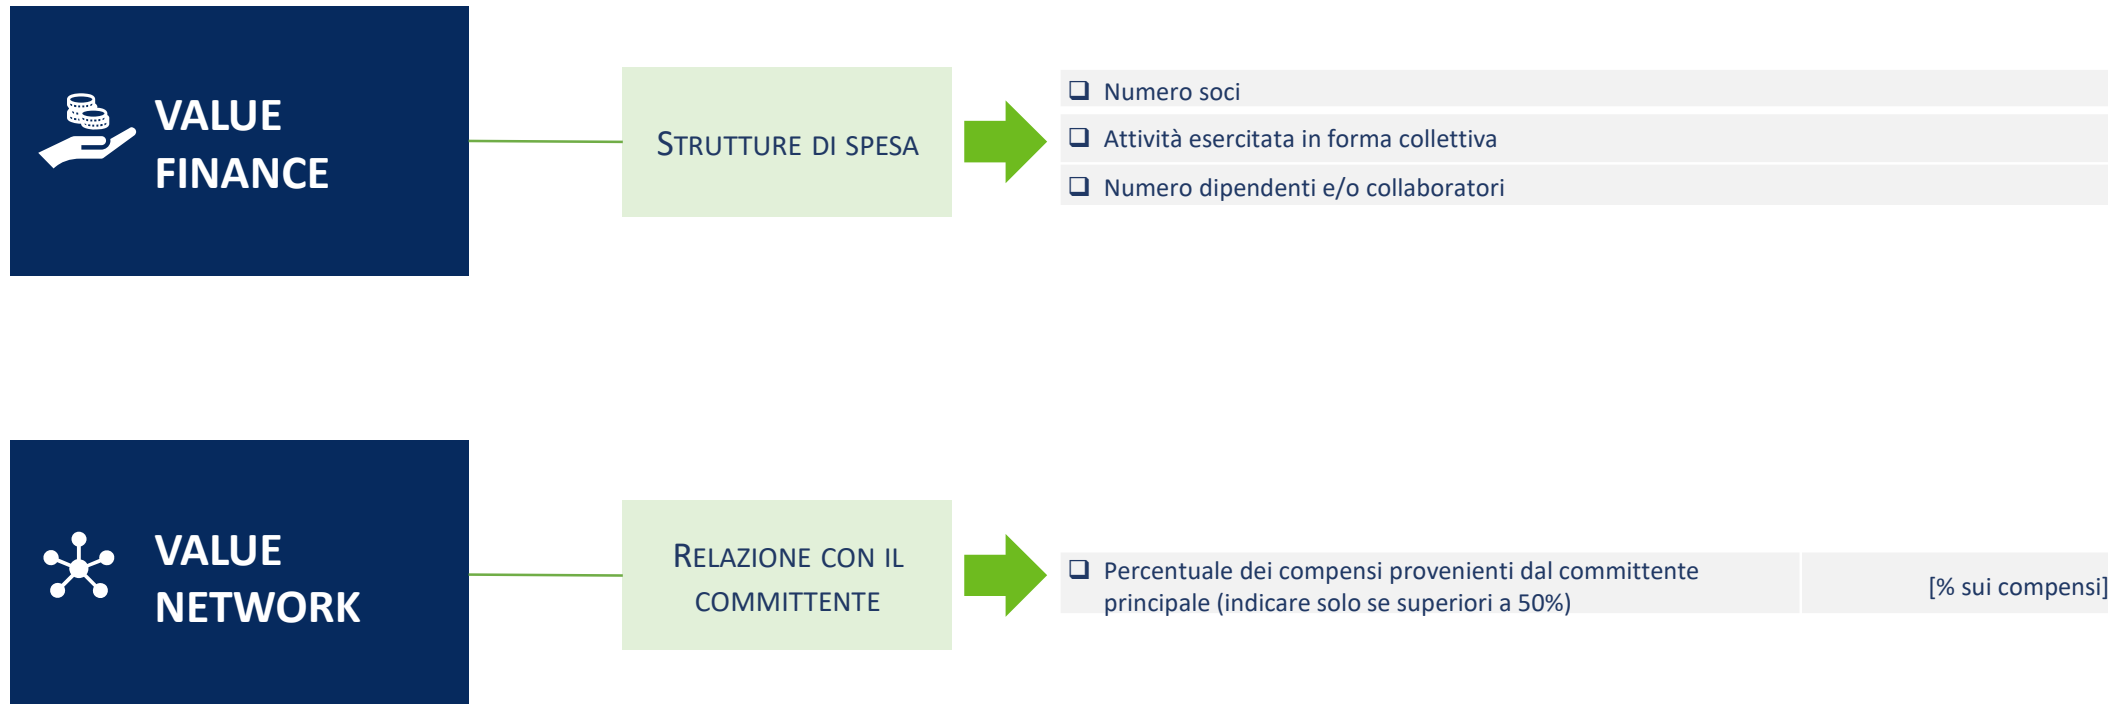 VALUE
FINANCE
STRUTTURE DI SPESA
❑ Numero soci
❑ Attività esercitata in forma collettiva
❑ Numero dipendenti e/o collaboratori
VALUE
NETWORK
RELAZIONE CON IL
COMMITTENTE
❑ Percentuale dei compensi provenienti dal committente
principale (indicare solo se superiori a 50%)
[% sui compensi]